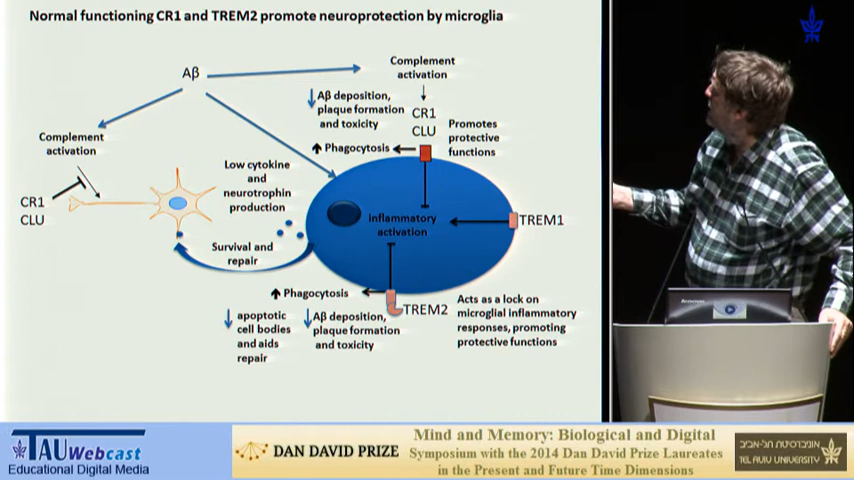 Normal functioning CR1 and TREM2 promote neuroprotection by microglia
Aβ
Complement
activation
Aβ deposition,
plaque formation
and toxicity
CR1
CLU
Promotes
protective
functions
Phagocytosis
Complement
activation
CR1
CLU
Low cytokine
and
neurotrophin
production
Inflammatory
activation
TREM1
Survival and
repair
Phagocytosis
TREM2
apoptotic
cell bodies
and aids
repair
Aβ deposition,
plaque formation
and toxicity
Acts as a lock on
microglial inflammatory
responses, promoting
protective functions
lenovo
TAU Webcast
Educational Digital Media
DAN DAVID PRIZE
Mind and Memory: Biological and Digital
Symposium with the 2014 Dan David Prize Laureates
in the Present and Future Time Dimensions
אוניברסיטת תל-אביב
TEL AVIV UNIVERSITY